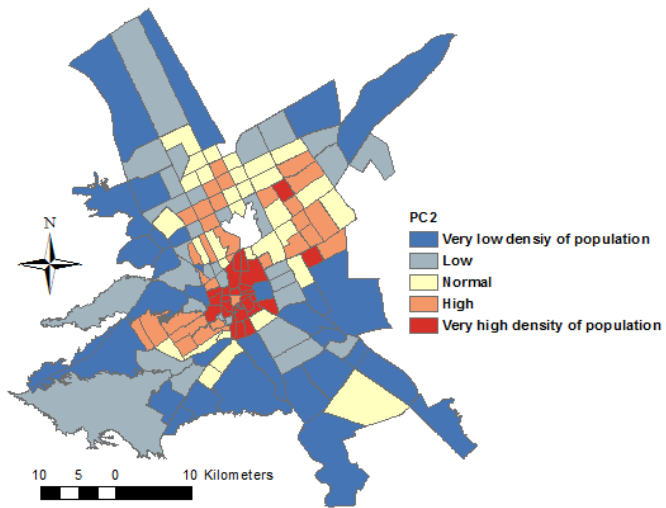 N
PC2
Very low densiy of population
Low
Normal
High
Very high density of population
10 5 0 10 Kilometers